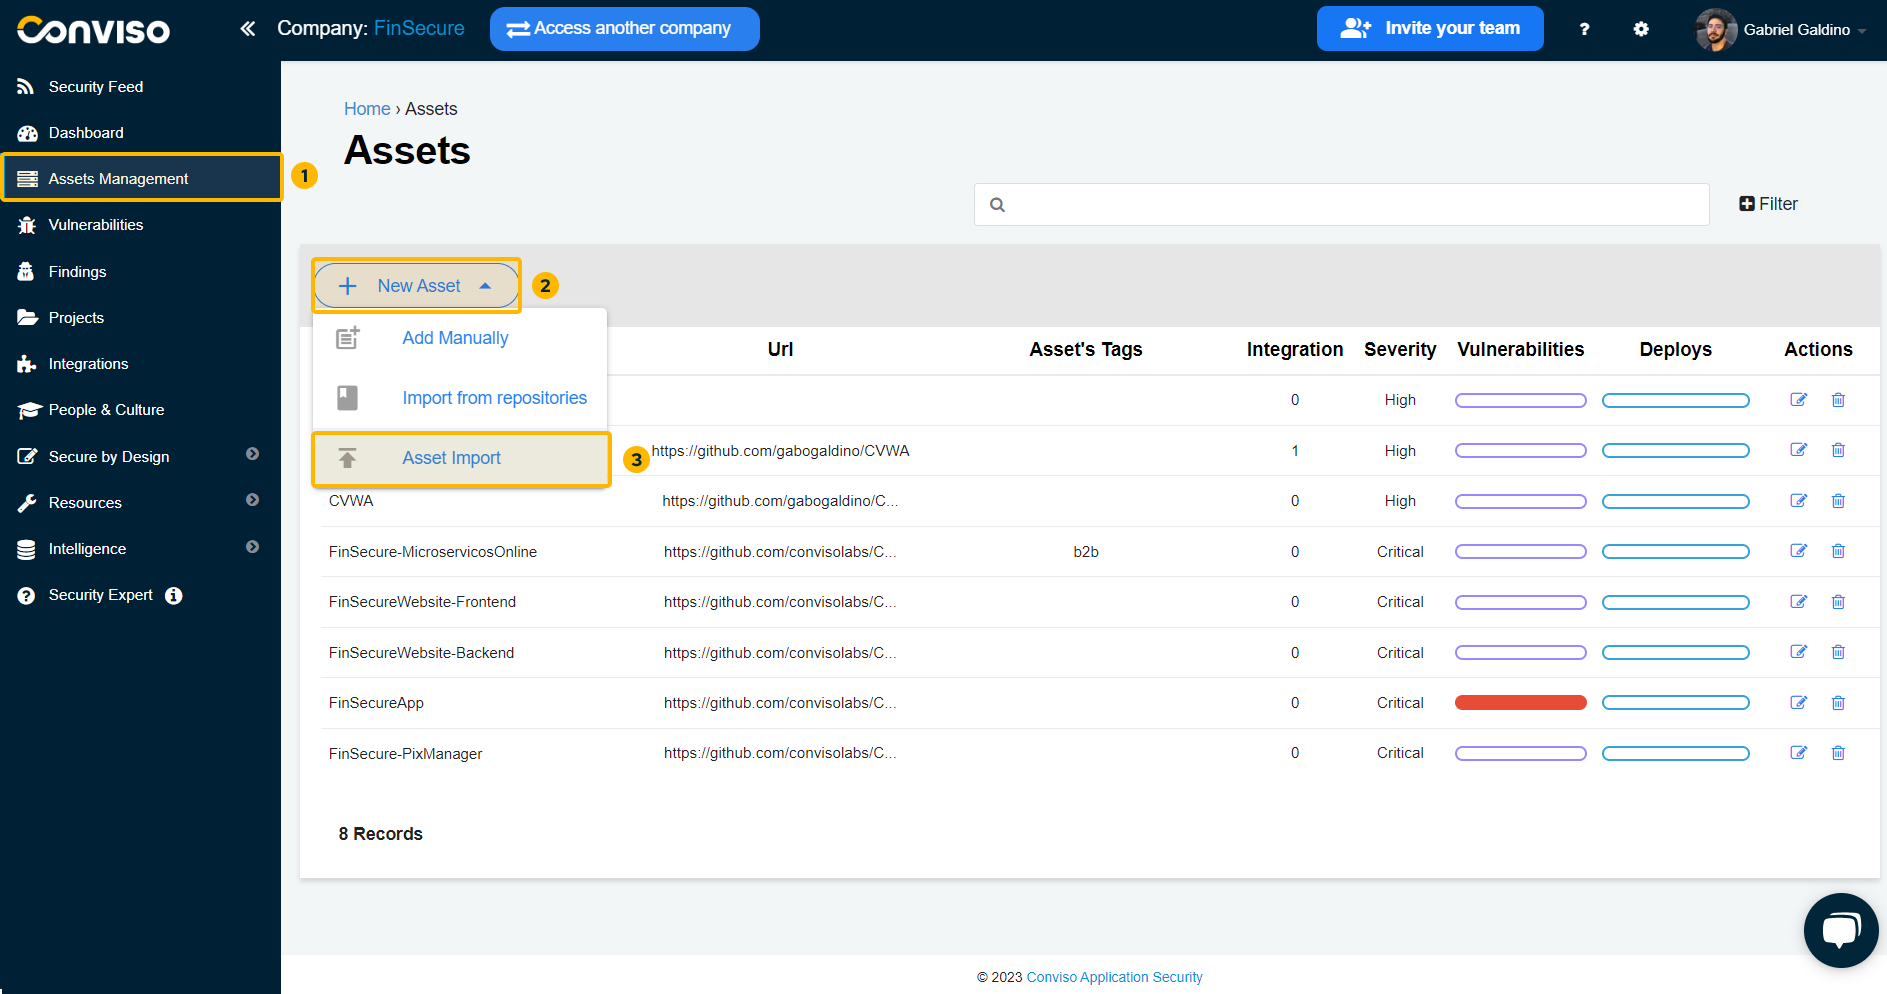 Conviso
Company: FinSecure
Access another company
Invite your team
?
Gabriel Galdino
Security Feed
Dashboard
Assets Management
1
Vulnerabilities
Findings
Projects
Integrations
People & Culture
Secure by Design
Resources
Intelligence
Security Expert
Home › Assets
Assets
Filter
New Asset
2
Add Manually
Import from repositories
Asset Import
3
Url Asset's Tags Integration Severity Vulnerabilities Deploys Actions
0 High
https://github.com/gabogaldino/CVWA 1 High
CVWA https://github.com/gabogaldino/C... 0 High
FinSecure-MicroservicosOnline https://github.com/convisolabs/C... b2b 0 Critical
FinSecureWebsite-Frontend https://github.com/convisolabs/C... 0 Critical
FinSecureWebsite-Backend https://github.com/convisolabs/C... 0 Critical
FinSecureApp https://github.com/convisolabs/C... 0 Critical
FinSecure-PixManager https://github.com/convisolabs/C... 0 Critical
8 Records
© 2023 Conviso Application Security